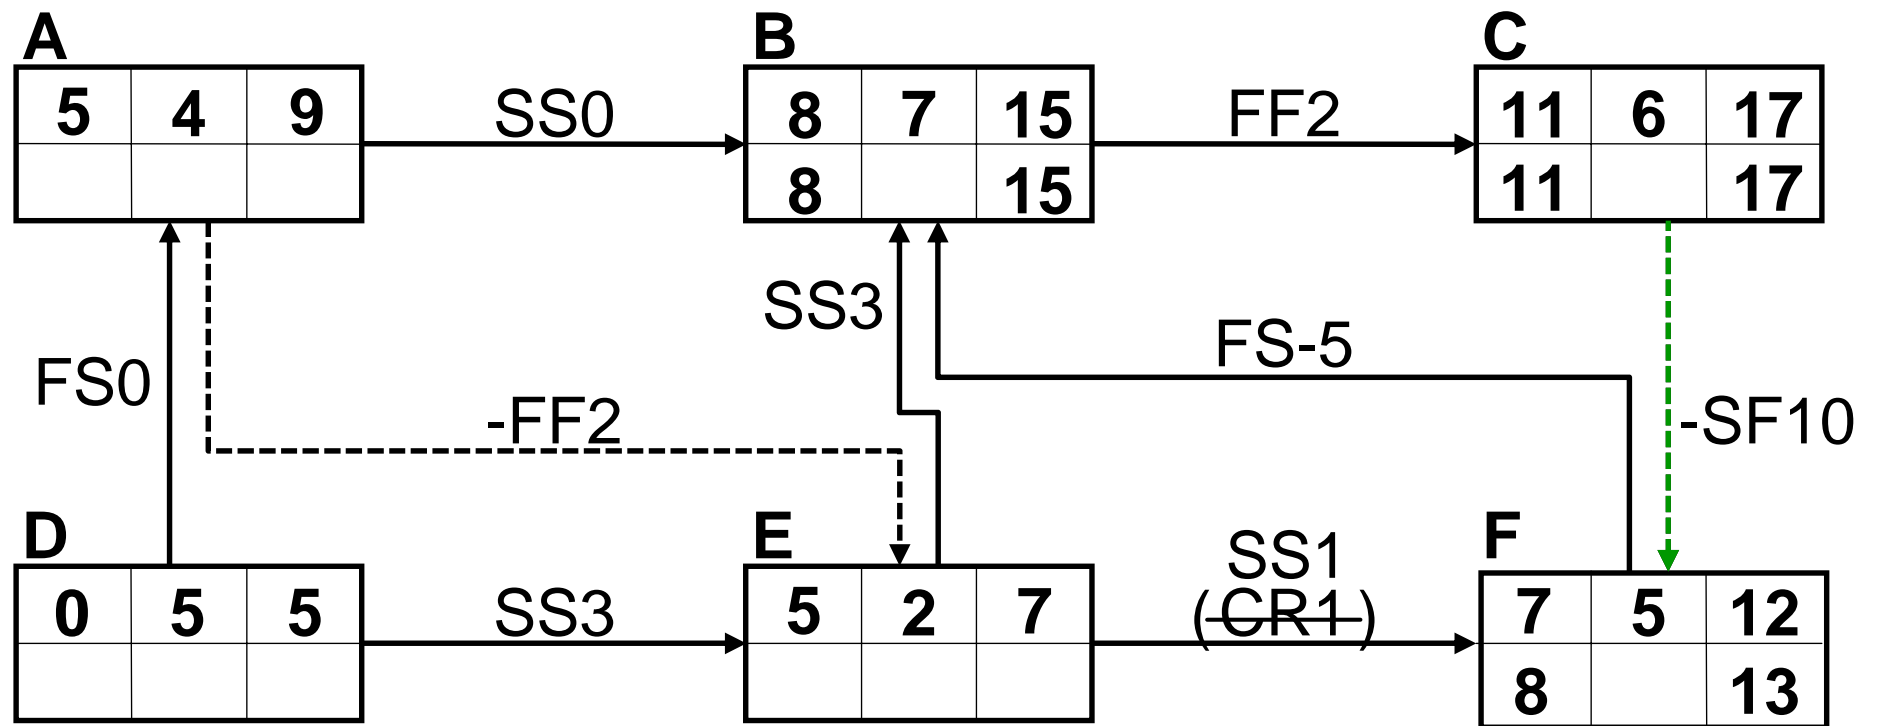 A B C
5 4 9 SS0 8 7 15 FF2 11 6 17
8 15 11 17
SS3
FS-5
FS0
-FF2
-SF10
D E F
SS1
0 5 5 SS3 5 2 7 (CR1) 7 5 12
8 13